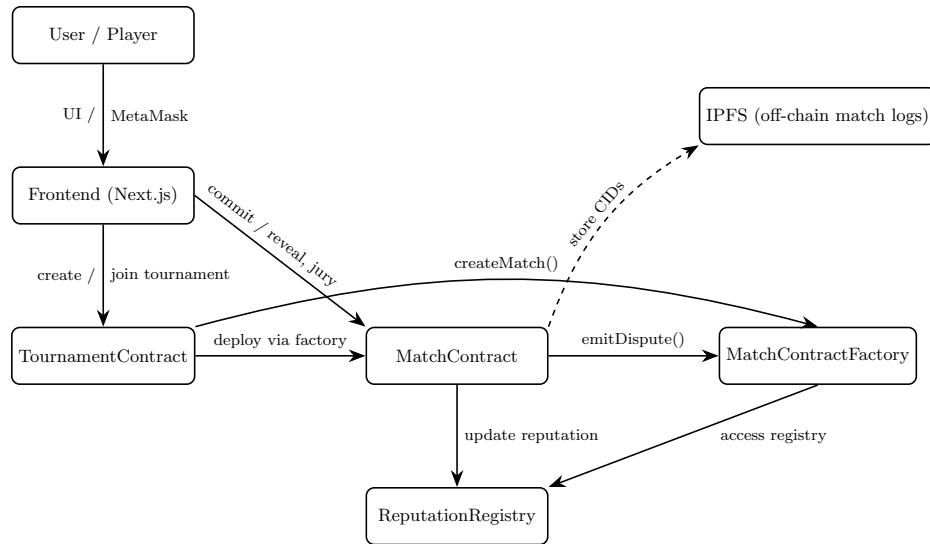 User / Player
UI / MetaMask
IPFS (off-chain match logs)
Frontend (Next.js)
commit / reveal, jury
store CIDs
create / join tournament
createMatch()
TournamentContract
deploy via factory
MatchContract
emitDispute()
MatchContractFactory
update reputation
access registry
ReputationRegistry